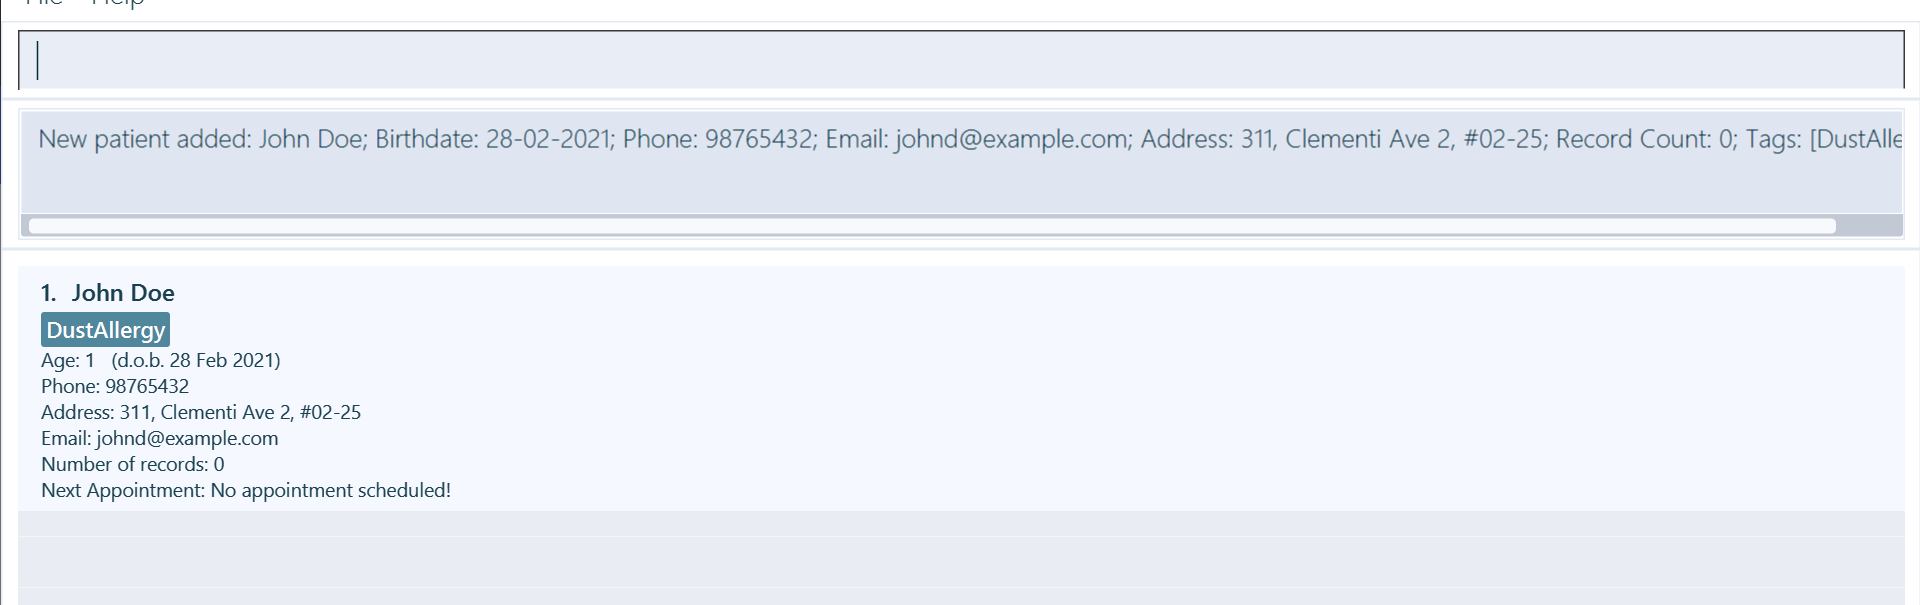 File Help
New patient added: John Doe; Birthdate: 28-02-2021; Phone: 98765432; Email: johnd@example.com; Address: 311, Clementi Ave 2, #02-25; Record Count: 0; Tags: [DustAlle
1. John Doe
DustAllergy
Age: 1 (d.o.b. 28 Feb 2021)
Phone: 98765432
Address: 311, Clementi Ave 2, #02-25
Email: johnd@example.com
Number of records: 0
Next Appointment: No appointment scheduled!